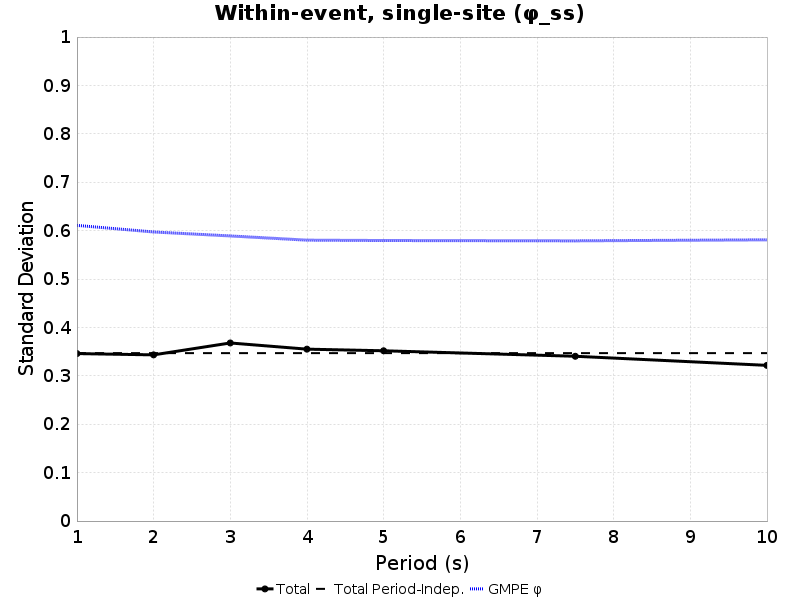 Within-event, single-site (φ_ss)
Standard Deviation
1
0.9
0.8
0.7
0.6
0.5
0.4
0.3
0.2
0.1
0
1 2 3 4 5 6 7 8 9 10
Period (s)
Total Total Period-Indep. GMPE φ